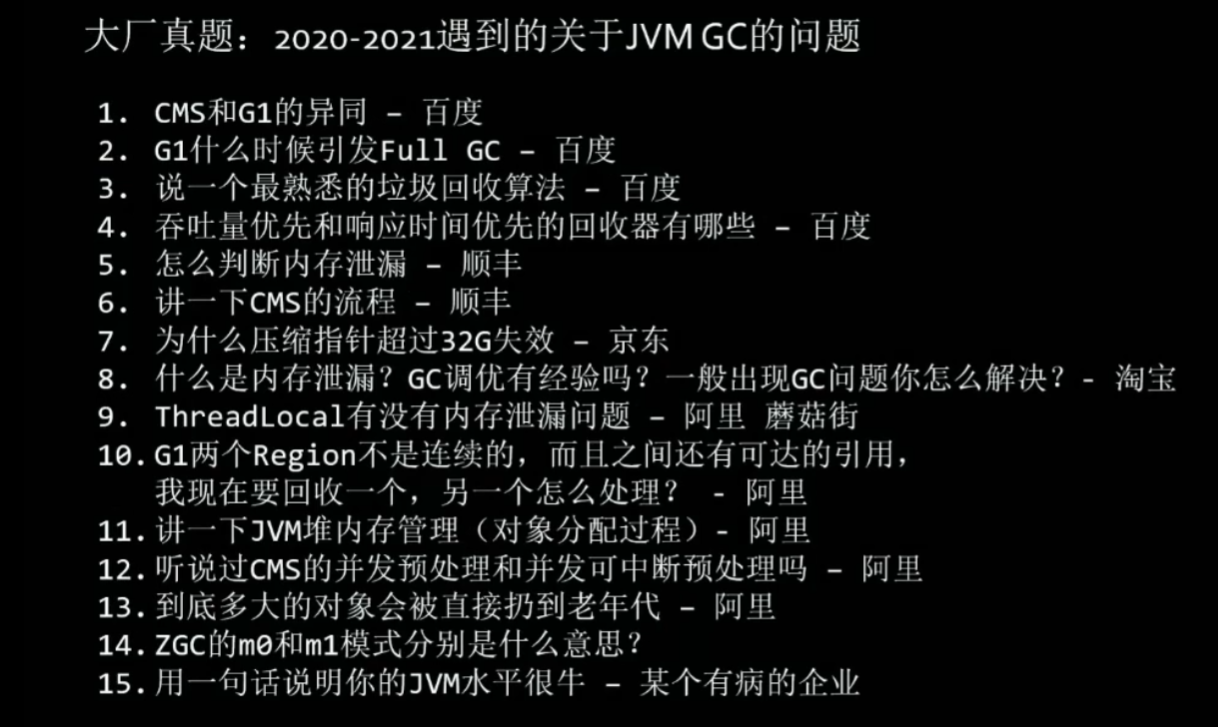 大厂真题：2020-2021遇到的关于JVM GC的问题
1. CMS和G1的异同 – 百度
2. G1什么时候引发Full GC – 百度
3. 说一个最熟悉的垃圾回收算法 – 百度
4. 吞吐量优先和响应时间优先的回收器有哪些 – 百度
5. 怎么判断内存泄漏 – 顺丰
6. 讲一下CMS的流程 – 顺丰
7. 为什么压缩指针超过32G失效 – 京东
8. 什么是内存泄漏？GC调优有经验吗？一般出现GC问题你怎么解决？- 淘宝
9. ThreadLocal有没有内存泄漏问题 – 阿里 蘑菇街
10.G1两个Region不是连续的，而且之间还有可达的引用，
我现在要回收一个，另一个怎么处理？ - 阿里
11.讲一下JVM堆内存管理（对象分配过程）- 阿里
12.听说过CMS的并发预处理和并发可中断预处理吗 – 阿里
13.到底多大的对象会被直接扔到老年代 – 阿里
14.ZGC的m0和m1模式分别是什么意思？
15.用一句话说明你的JVM水平很牛 – 某个有病的企业